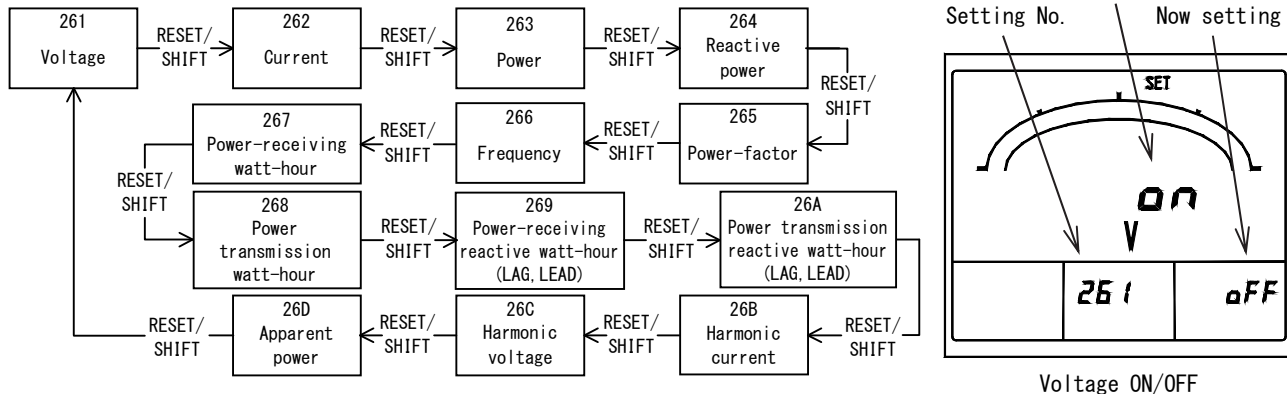 261
Voltage
RESET/
SHIFT
262
Current
RESET/
SHIFT
263
Power
RESET/
SHIFT
264
Reactive
power
RESET/
SHIFT
265
Power-factor
RESET/
SHIFT
266
Frequency
RESET/
SHIFT
267
Power-receiving
watt-hour
RESET/
SHIFT
268
Power
transmission
watt-hour
RESET/
SHIFT
269
Power-receiving
reactive watt-hour
(LAG, LEAD)
RESET/
SHIFT
26A
Power transmission
reactive watt-hour
(LAG, LEAD)
RESET/
SHIFT
26B
Harmonic
current
RESET/
SHIFT
26C
Harmonic
voltage
RESET/
SHIFT
26D
Apparent
power
RESET/
SHIFT
Setting No.
Now setting
SET
on
V
261
oFF
Voltage ON/OFF